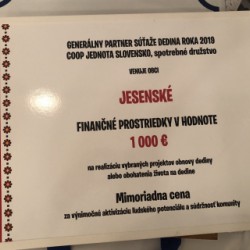 GENERÁLNY PARTNER SÚŤAŽE DEDINA ROKA 2019
COOP JEDNOTA SLOVENSKO, spotrebné družstvo
VENUJE OBCI
JESENSKÉ
FINANČNÉ PROSTRIEDKY V HODNOTE
1 000 €
na realizáciu vybraných projektov obnovy dediny
alebo obohatenia života na dedine
Mimoriadna cena
za výnimočnú aktivizáciu ľudského potenciálu a súdržnosť komunity